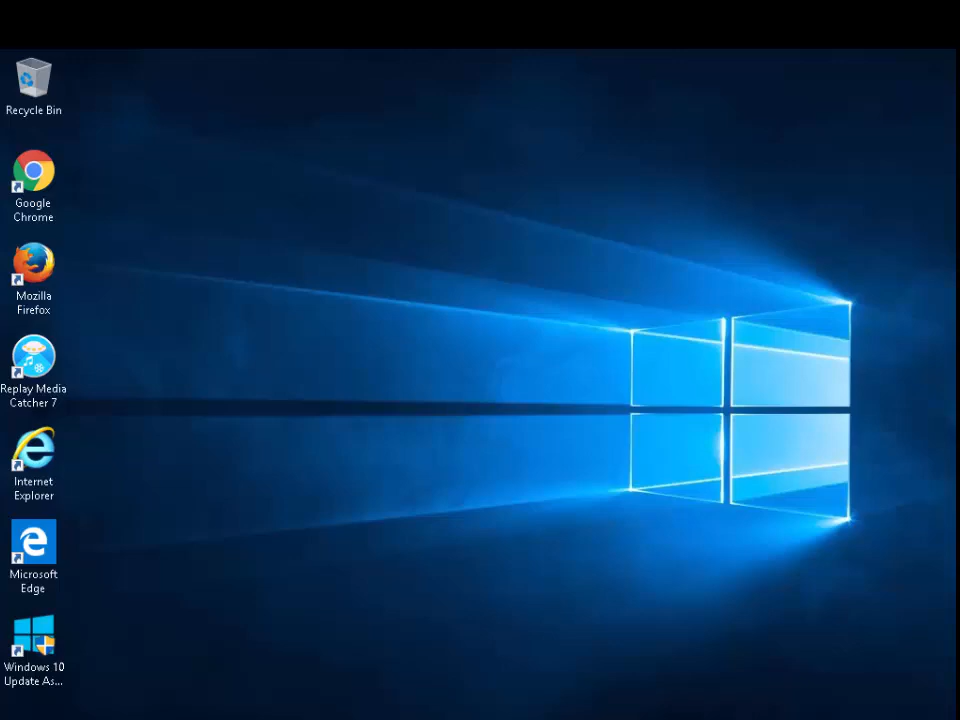 Recycle Bin
Google
Chrome
Mozilla
Firefox
Replay Media
Catcher 7
Internet
Explorer
Microsoft
Edge
Windows 10
Update As...